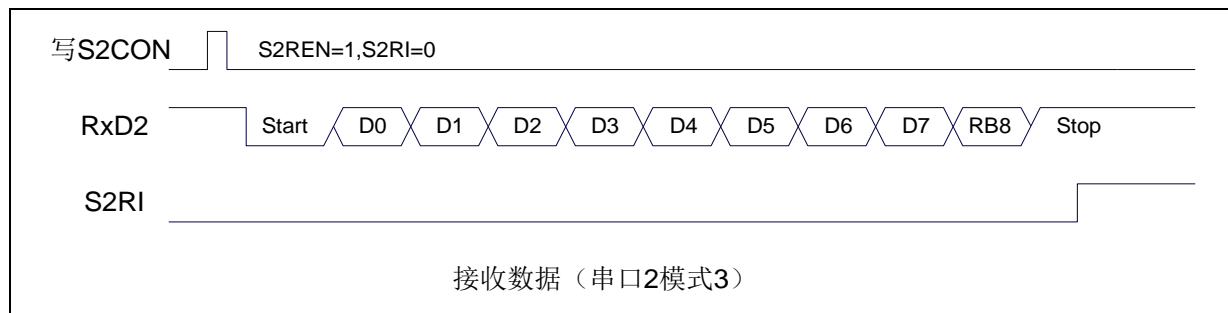 写S2CON S2REN=1,S2RI=0
RxD2 Start D0 D1 D2 D3 D4 D5 D6 D7 RB8 Stop
S2RI
接收数据（串口2模式3）